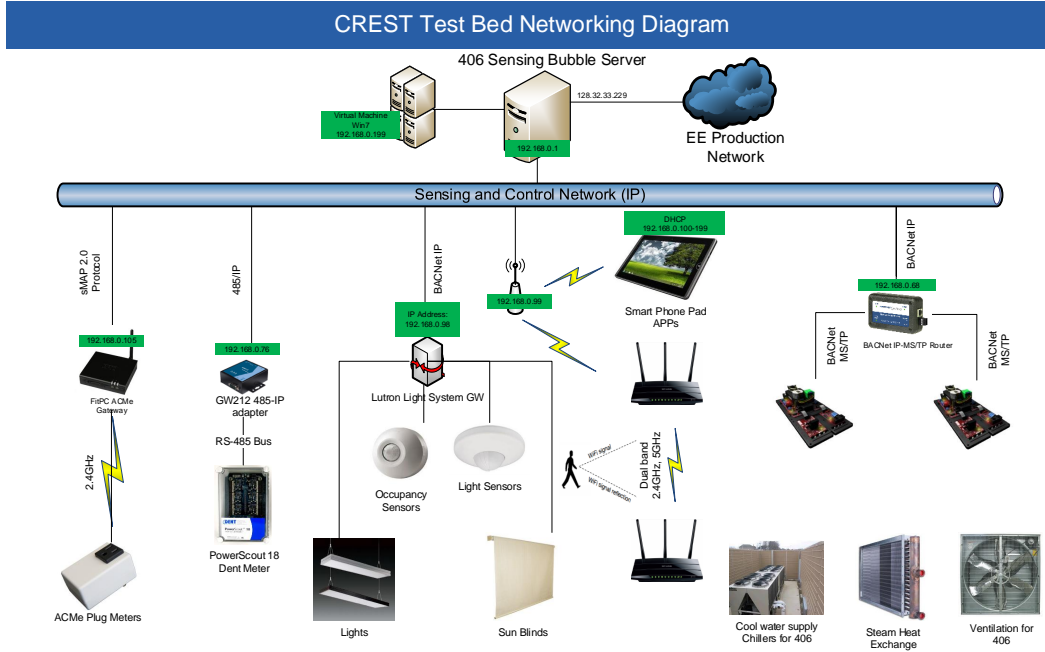 CREST Test Bed Networking Diagram
406 Sensing Bubble Server
Virtual Machine
Win7
192.168.0.199
192.168.0.1
128.32.33.229
EE Production
Network
Sensing and Control Network (IP)
sMAP 2.0
Protocol
485/IP
BACNet IP
DHCP
192.168.0.100-199
BACNet IP
192.168.0.105
192.168.0.76
IP Address:
192.168.0.98
192.168.0.99
192.168.0.68
Smart Phone Pad
APPs
BACNet IP-MS/TP Router
BACNet
MS/TP
BACNet
MS/TP
FitPC ACMe
Gateway
GW212 485-IP
adapter
Lutron Light System GW
RS-485 Bus
2.4GHz
DENT
PowerScout 18
Dent Meter
Occupancy
Sensors
Light Sensors
WiFi signal
WiFi signal reflection
Dual band
2.4GHz, 5GHz
ACMe Plug Meters
Lights
Sun Blinds
Cool water supply
Chillers for 406
Steam Heat
Exchange
Ventilation for
406